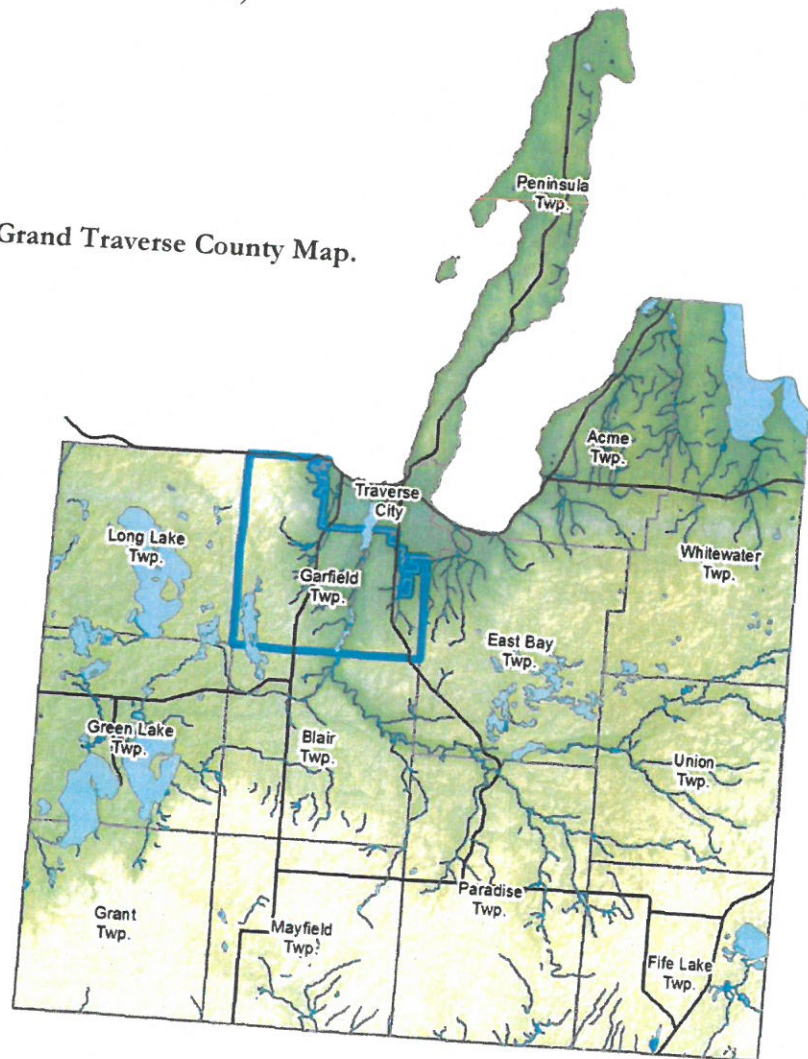 Peninsula
Twp.
Grand Traverse County Map.
Acme
Twp.
Traverse
City
Long Lake
Twp.
Whitewater
Twp.
Garfield
Twp.
East Bay
Twp.
Green Lake
Twp.
Blair
Twp.
Union
Twp.
Paradise
Twp.
Grant
Twp.
Mayfield
Twp.
Fife Lake
Twp.